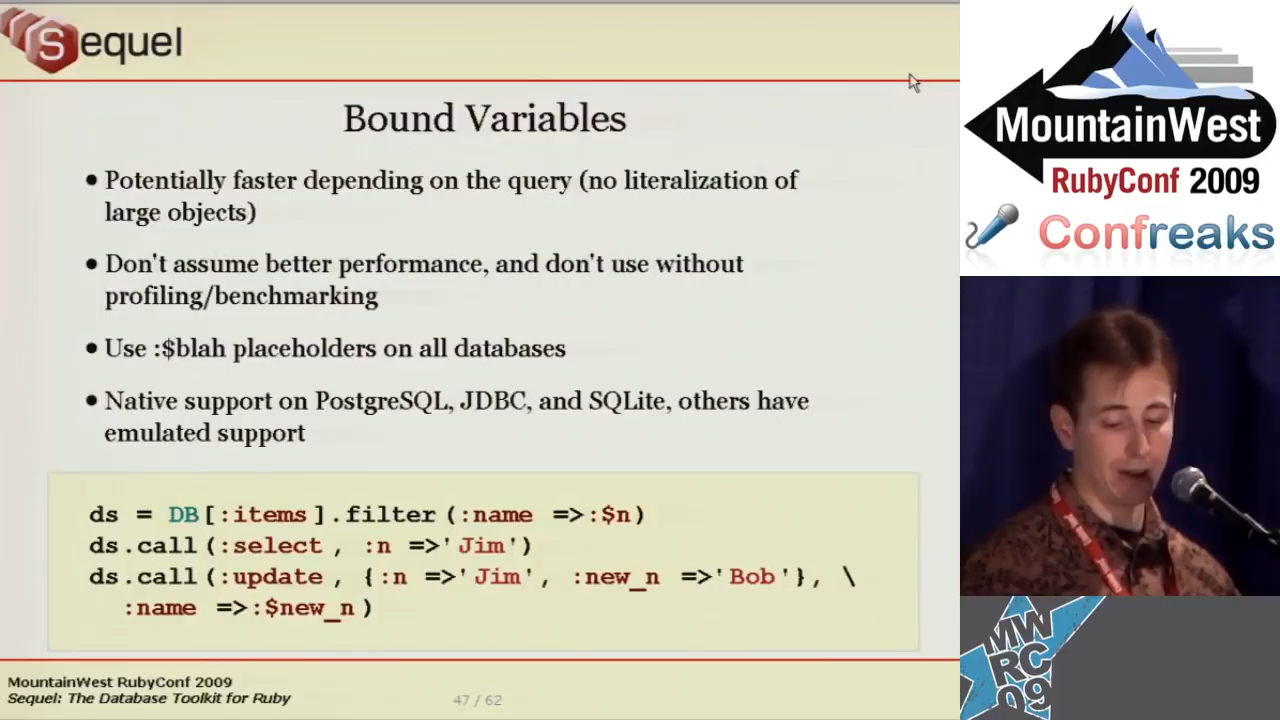 Sequel
Bound Variables
• Potentially faster depending on the query (no literalization of
large objects)
• Don't assume better performance, and don't use without
profiling/benchmarking
• Use :$blah placeholders on all databases
• Native support on PostgreSQL, JDBC, and SQLite, others have
emulated support
ds = DB[:items].filter(:name =>:$n)
ds.call(:select, :n =>'Jim')
ds.call(:update, {:n =>'Jim', :new_n =>'Bob'}, \
:name =>:$new_n)
MountainWest RubyConf 2009
Sequel: The Database Toolkit for Ruby
47 / 62
MountainWest
RubyConf 2009
Confreaks
MW
RC
09